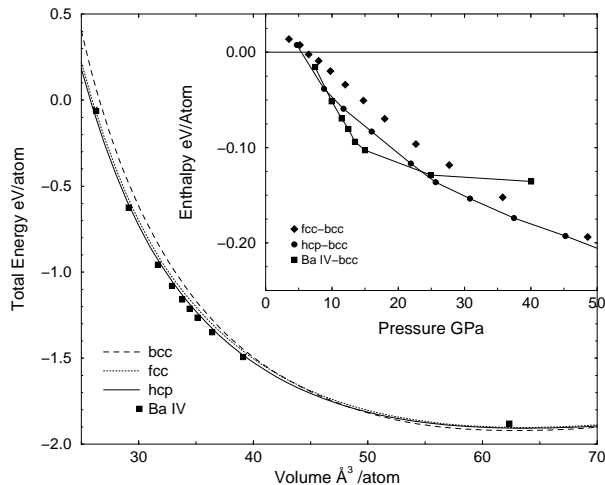 0.5
0.0
−0.5
−1.0
−1.5
−2.0
Total Energy eV/atom
25 30 40 50 60 70
Volume Å³ /atom
bcc
fcc
hcp
Ba IV
0.00
−0.10
−0.20
Enthalpy eV/Atom
0 10 20 30 40 50
Pressure GPa
fcc−bcc
hcp−bcc
Ba IV−bcc